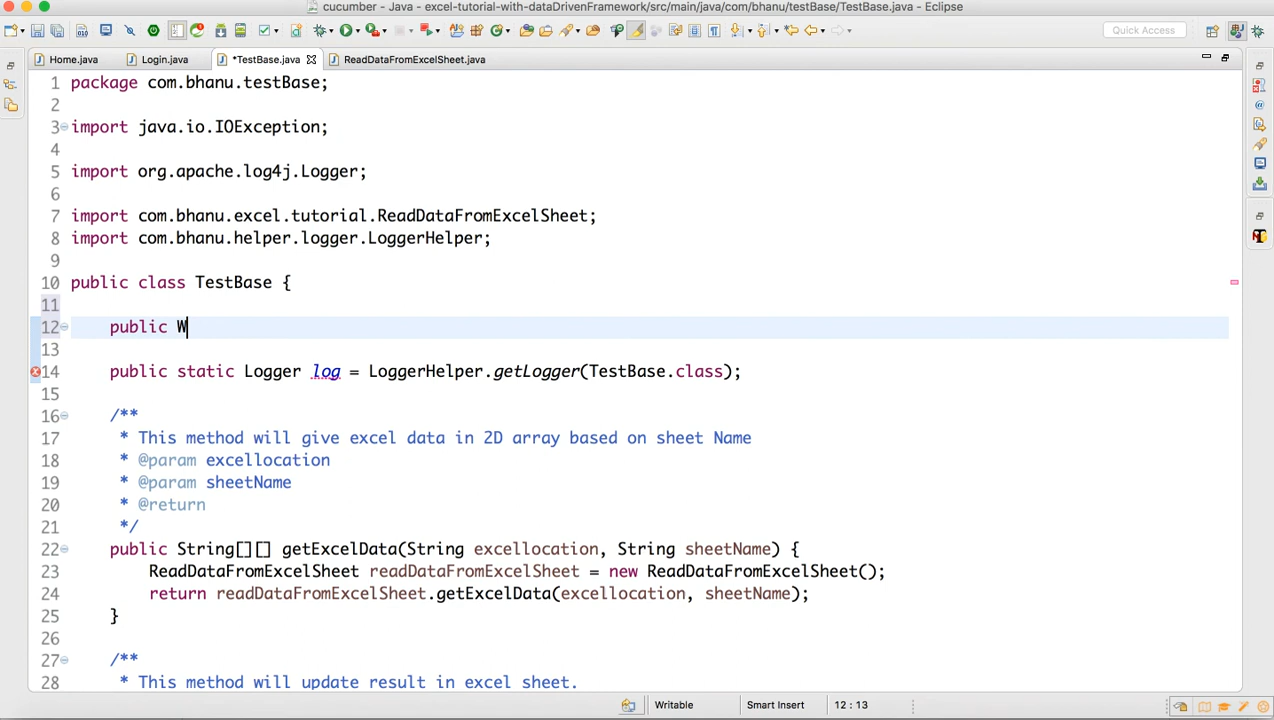 cucumber - Java - excel-tutorial-with-dataDrivenFramework/src/main/java/com/bhanu/testBase/TestBase.java - Eclipse
Quick Access
Home.java Login.java *TestBase.java ReadDataFromExcelSheet.java
1 package com.bhanu.testBase;
2
3 import java.io.IOException;
4
5 import org.apache.log4j.Logger;
6
7 import com.bhanu.excel.tutorial.ReadDataFromExcelSheet;
8 import com.bhanu.helper.logger.LoggerHelper;
9
10 public class TestBase {
11
12 public W
13
14 public static Logger log = LoggerHelper.getLogger(TestBase.class);
15
16 /**
17 * This method will give excel data in 2D array based on sheet Name
18 * @param excellocation
19 * @param sheetName
20 * @return
21 */
22 public String[][] getExcelData(String excellocation, String sheetName) {
23 ReadDataFromExcelSheet readDataFromExcelSheet = new ReadDataFromExcelSheet();
24 return readDataFromExcelSheet.getExcelData(excellocation, sheetName);
25 }
26
27 /**
28 * This method will update result in excel sheet.
Writable Smart Insert 12 : 13